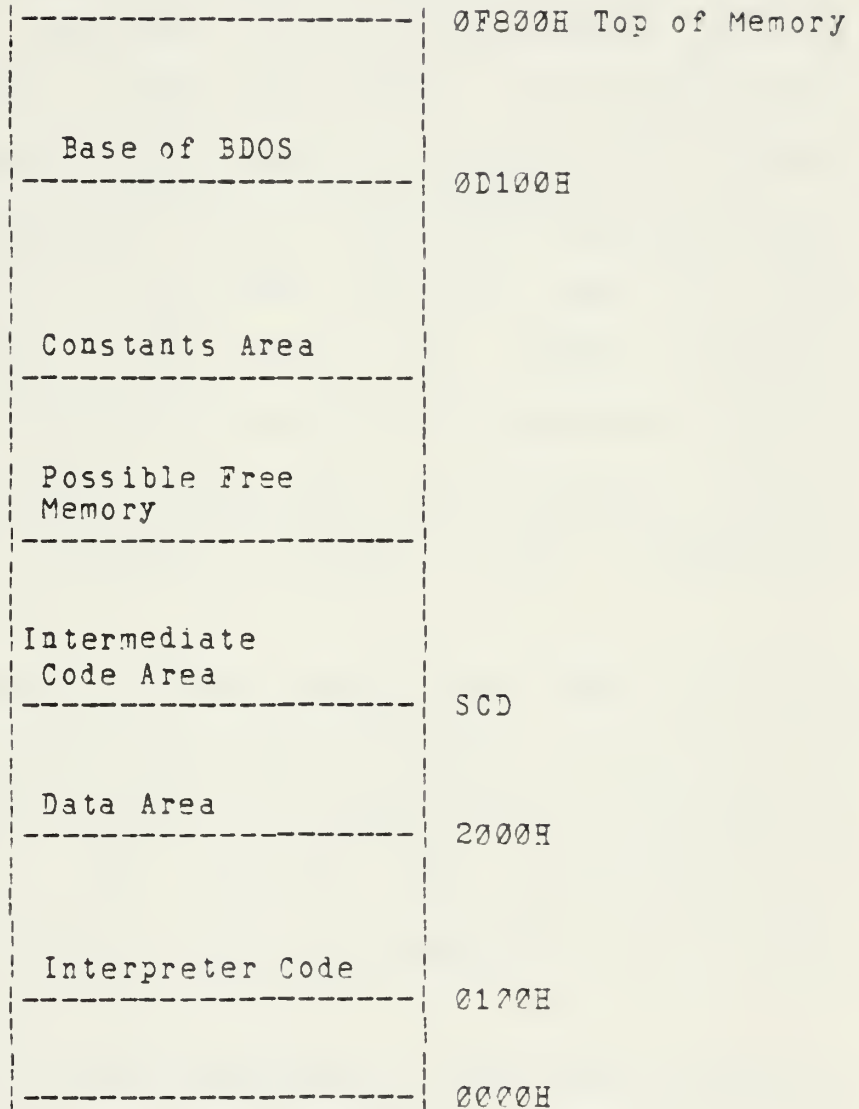 0F800H Top of Memory
Base of BDOS
0D100H
Constants Area
Possible Free
Memory
Intermediate
Code Area
SCD
Data Area
2000H
Interpreter Code
0100H
0000H